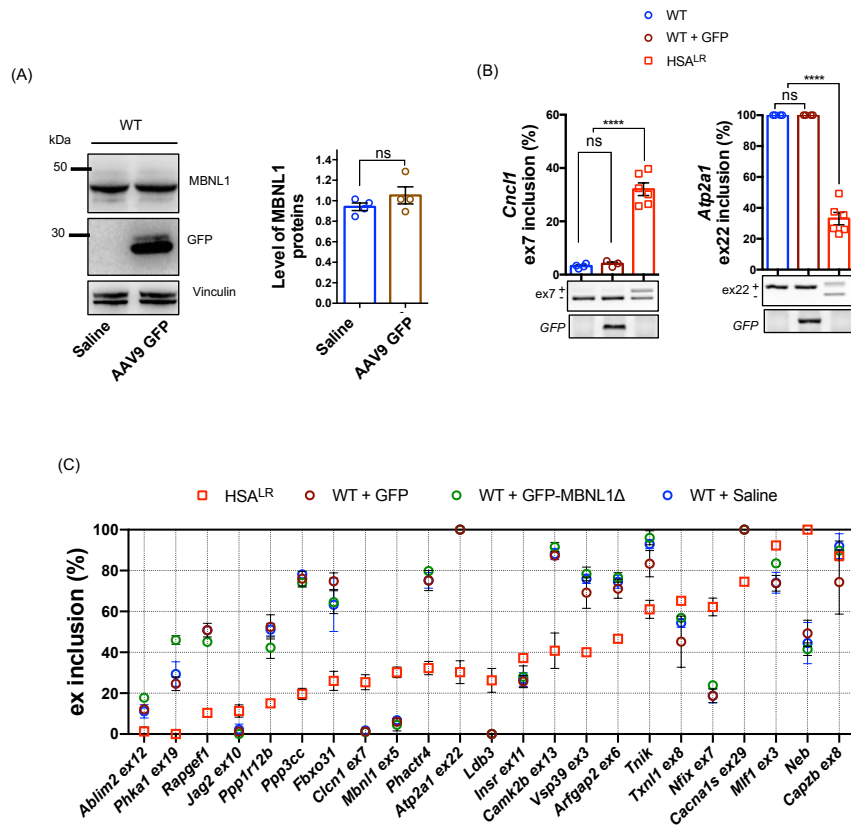 WT
WT + GFP
HSALR
(A)
WT
kDa
50
30
MBNL1
GFP
Vinculin
Saline
AAV9 GFP
Level of MBNL1
proteins
1.4
1.2
1.0
0.8
0.6
0.4
0.2
0.0
ns
Saline
AAV9 GFP
(B)
Cncl1
ex7 inclusion (%)
60
40
20
0
ns
****
ex7 +
-
GFP
Atp2a1
ex22 inclusion (%)
100
80
60
40
20
0
ns
****
ex22 +
-
GFP
(C)
HSALR
WT + GFP
WT + GFP-MBNL1Δ
WT + Saline
ex inclusion (%)
100
80
60
40
20
0
Ablim2 ex12
Phka1 ex19
Rapgef1
Jag2 ex10
Ppp1r12b
Ppp3cc
Fbxo31
Clcn1 ex7
Mbnl1 ex5
Phactr4
Atp2a1 ex22
Ldb3
Insr ex11
Camk2b ex13
Vsp39 ex3
Arfgap2 ex6
Tnik
Txnl1 ex8
Nfix ex7
Cacna1s ex29
Mlf1 ex3
Neb
Capzb ex8